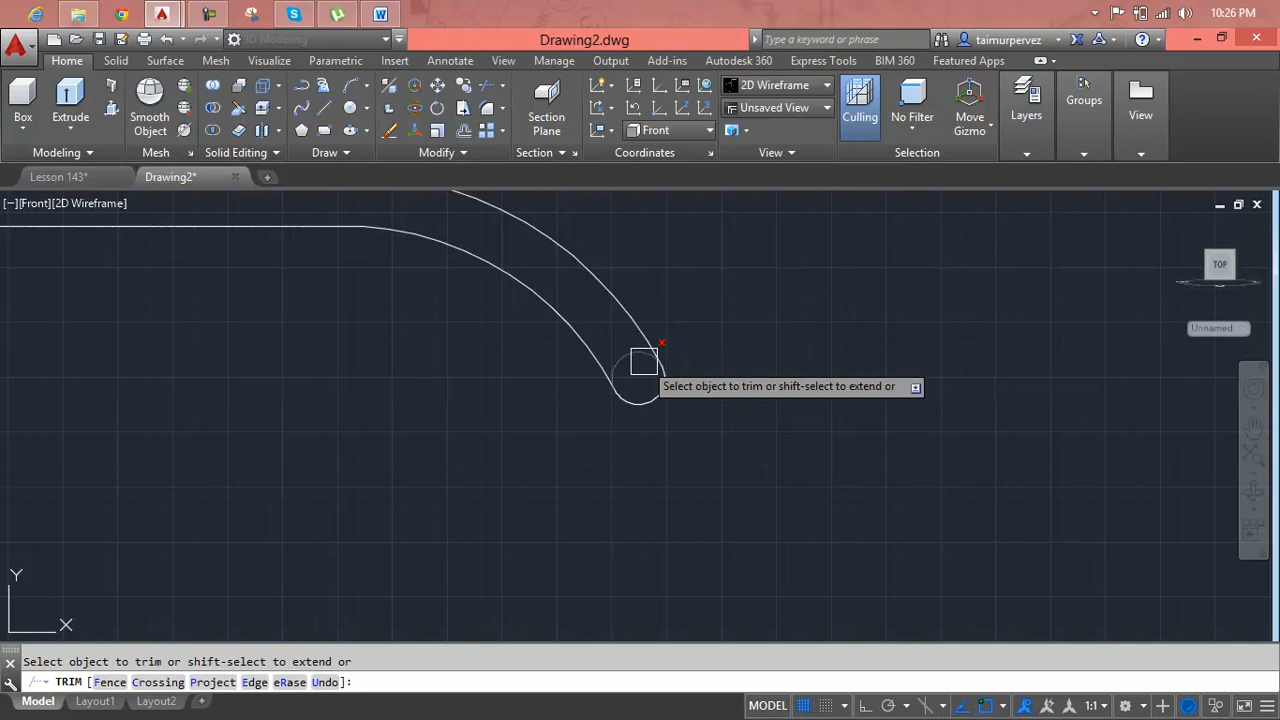 10:26 PM
3D Modeling
Drawing2.dwg
Type a keyword or phrase
taimurpervez
Home Solid Surface Mesh Visualize Parametric Insert Annotate View Manage Output Add-ins Autodesk 360 Express Tools BIM 360 Featured Apps
2D Wireframe
Unsaved View
Front
Box Extrude Smooth Object Section Plane Culling No Filter Move Gizmo Layers Groups View
Modeling Mesh Solid Editing Draw Modify Section Coordinates View Selection
Lesson 143* Drawing2*
[−][Front][2D Wireframe]
TOP
Unnamed
Select object to trim or shift-select to extend or
Y
X
Select object to trim or shift-select to extend or
TRIM [Fence Crossing Project Edge eRase Undo]:
Model Layout1 Layout2
MODEL 1:1